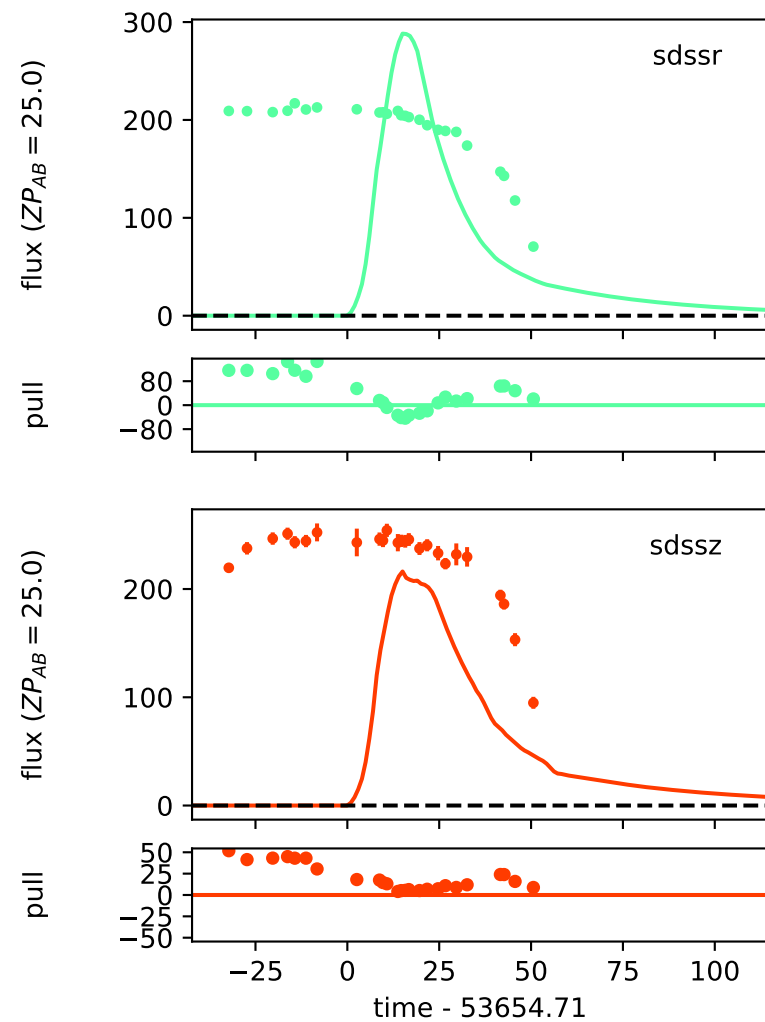 300
200
100
0
flux (ZP_AB = 25.0)
sdssr
80
0
−80
pull
200
100
0
flux (ZP_AB = 25.0)
sdssz
50
25
0
−25
−50
pull
−25 0 25 50 75 100
time - 53654.71